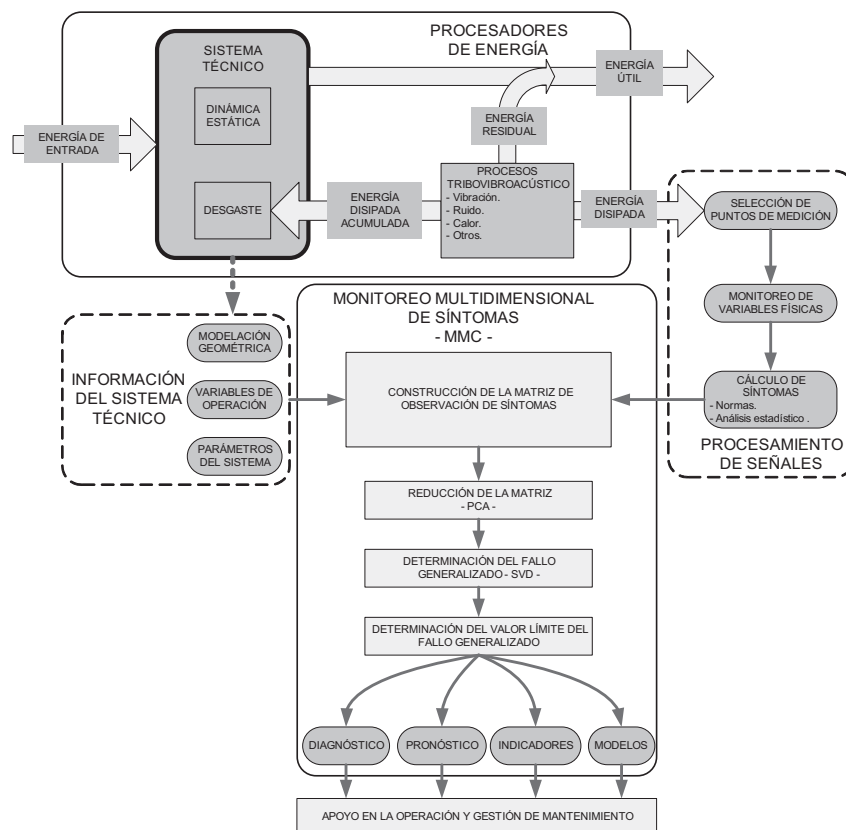 PROCESADORES
DE ENERGÍA
SISTEMA
TÉCNICO
DINÁMICA
ESTÁTICA
DESGASTE
ENERGÍA DE
ENTRADA
ENERGÍA
ÚTIL
ENERGÍA
RESIDUAL
PROCESOS
TRIBOVIBROACÚSTICO
- Vibración.
- Ruido.
- Calor.
- Otros.
ENERGÍA
DISIPADA
ACUMULADA
ENERGÍA
DISIPADA
SELECCIÓN DE
PUNTOS DE MEDICIÓN
MONITOREO DE
VARIABLES FÍSICAS
CÁLCULO DE
SÍNTOMAS
- Normas.
- Análisis estadístico .
PROCESAMIENTO
DE SEÑALES
INFORMACIÓN
DEL SISTEMA
TÉCNICO
MODELACIÓN
GEOMÉTRICA
VARIABLES DE
OPERACIÓN
PARÁMETROS
DEL SISTEMA
MONITOREO MULTIDIMENSIONAL
DE SÍNTOMAS
- MMC -
CONSTRUCCIÓN DE LA MATRIZ DE
OBSERVACIÓN DE SÍNTOMAS
REDUCCIÓN DE LA MATRIZ
- PCA -
DETERMINACIÓN DEL FALLO
GENERALIZADO - SVD -
DETERMINACIÓN DEL VALOR LÍMITE DEL
FALLO GENERALIZADO
DIAGNÓSTICO
PRONÓSTICO
INDICADORES
MODELOS
APOYO EN LA OPERACIÓN Y GESTIÓN DE MANTENIMIENTO